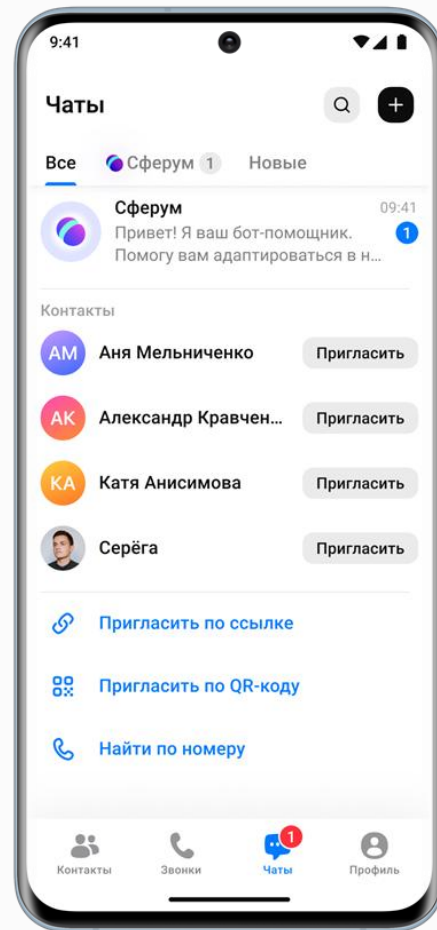 9:41
Чаты
Все Сферум 1 Новые
Сферум 09:41
Привет! Я ваш бот-помощник. 1
Помогу вам адаптироваться в н...
Контакты
АМ Аня Мельниченко Пригласить
АК Александр Кравчен... Пригласить
КА Катя Анисимова Пригласить
Серёга Пригласить
Пригласить по ссылке
Пригласить по QR-коду
Найти по номеру
1
Контакты Звонки Чаты Профиль